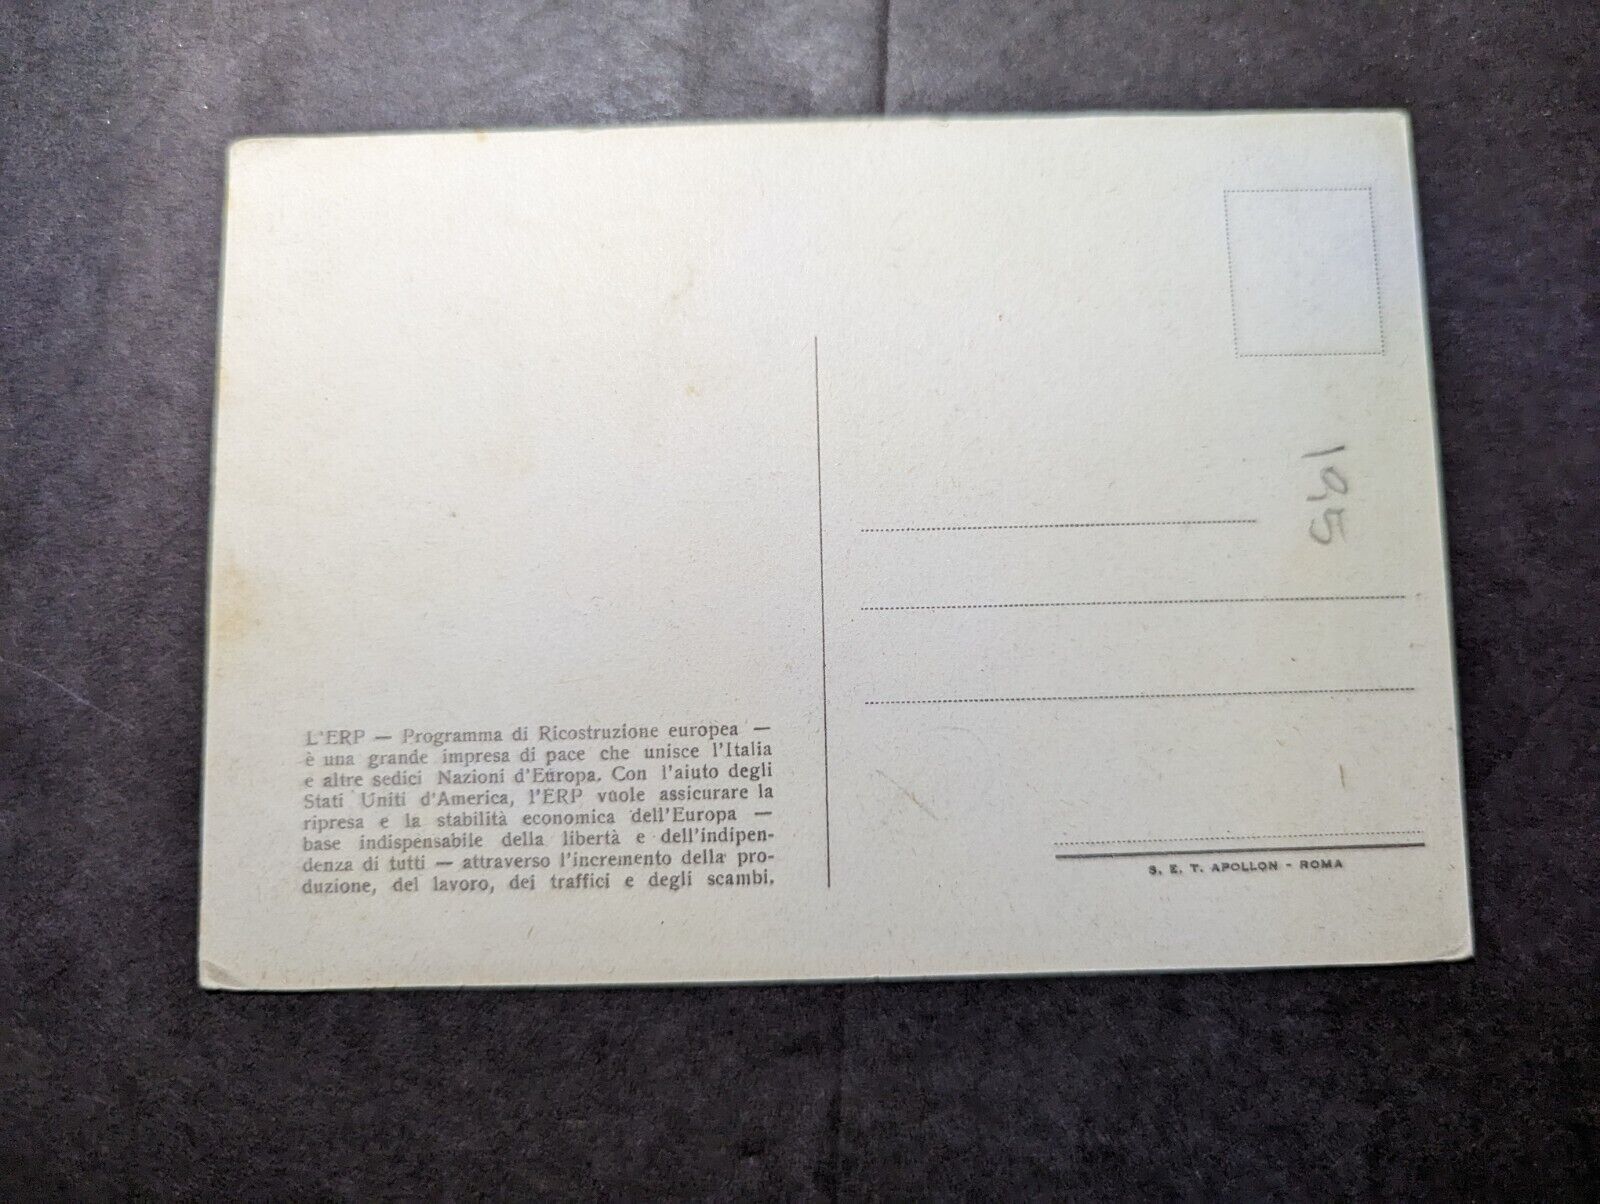 L'ERP — Programma di Ricostruzione europea —
è una grande impresa di pace che unisce l'Italia
e altre sedici Nazioni d'Europa. Con l'aiuto degli
Stati Uniti d'America, l'ERP vuole assicurare la
ripresa e la stabilità economica dell'Europa —
base indispensabile della libertà e dell'indipen-
denza di tutti — attraverso l'incremento della pro-
duzione, del lavoro, dei traffici e degli scambi.
19,5
S. E. T. APOLLON - ROMA